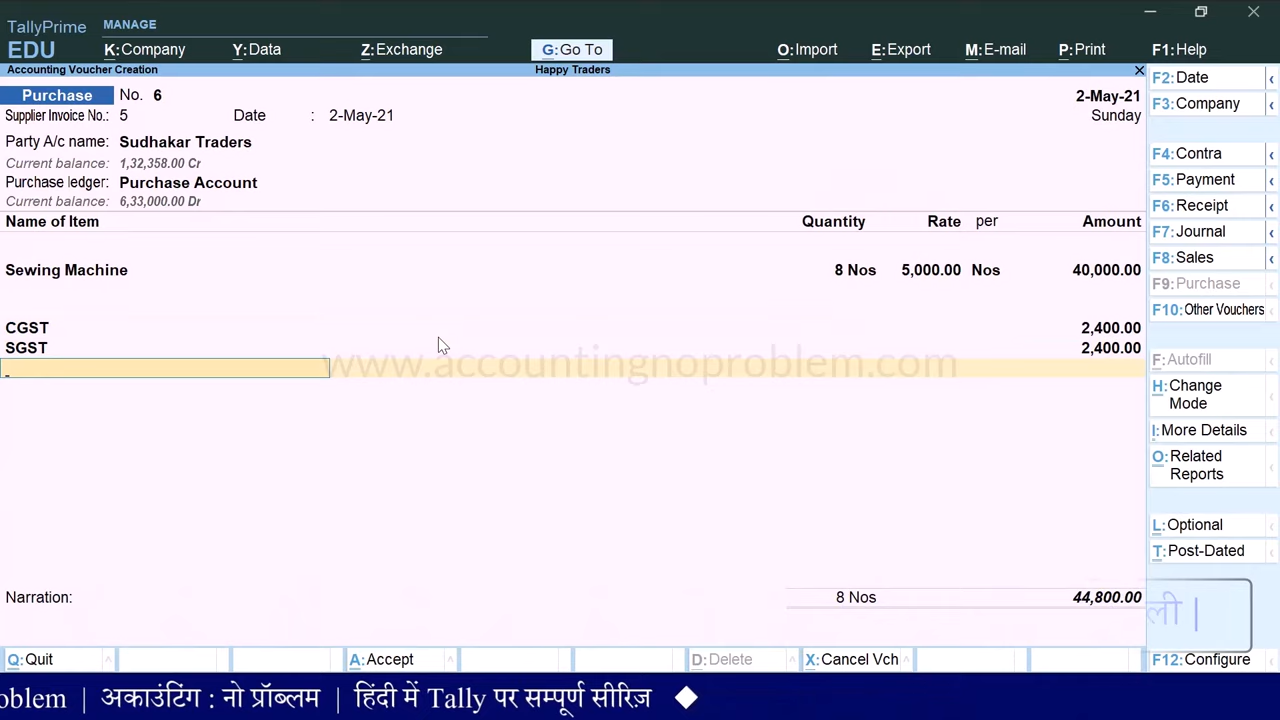 TallyPrime MANAGE
EDU K:Company Y:Data Z:Exchange G:Go To O:Import E:Export M:E-mail P:Print F1:Help
Accounting Voucher Creation Happy Traders
Purchase No. 6 2-May-21
Supplier Invoice No.: 5 Date : 2-May-21 Sunday
Party A/c name: Sudhakar Traders
Current balance: 1,32,358.00 Cr
Purchase ledger: Purchase Account
Current balance: 6,33,000.00 Dr
Name of Item Quantity Rate per Amount
Sewing Machine 8 Nos 5,000.00 Nos 40,000.00
CGST 2,400.00
SGST 2,400.00
www.accountingnoproblem.com
Narration: 8 Nos 44,800.00
F2:Date
F3:Company
F4:Contra
F5:Payment
F6:Receipt
F7:Journal
F8:Sales
F9:Purchase
F10:Other Vouchers
F:Autofill
H:Change
Mode
I:More Details
O:Related
Reports
L:Optional
T:Post-Dated
ली |
Q:Quit A:Accept D:Delete X:Cancel Vch F12:Configure
oblem | अकाउंटिंग : नो प्रॉब्लम | हिंदी में Tally पर सम्पूर्ण सीरिज़